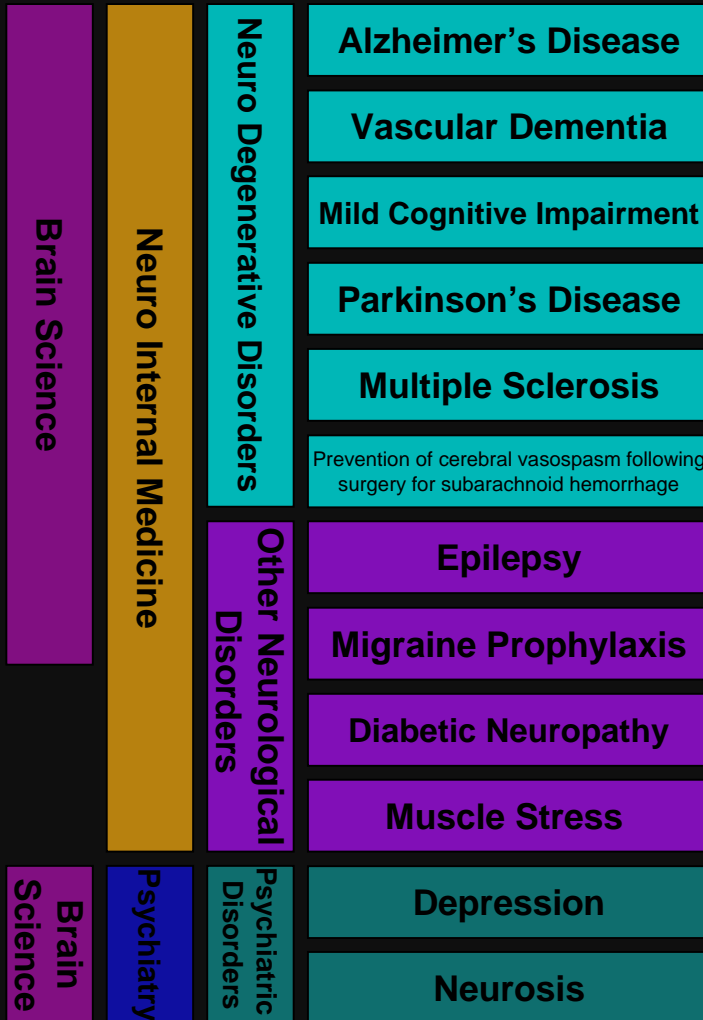 Brain Science
Neuro Internal Medicine
Neuro Degenerative Disorders
Alzheimer’s Disease
Vascular Dementia
Mild Cognitive Impairment
Parkinson’s Disease
Multiple Sclerosis
Prevention of cerebral vasospasm following
surgery for subarachnoid hemorrhage
Other Neurological
Disorders
Epilepsy
Migraine Prophylaxis
Diabetic Neuropathy
Muscle Stress
Brain
Science
Psychiatry
Psychiatric
Disorders
Depression
Neurosis